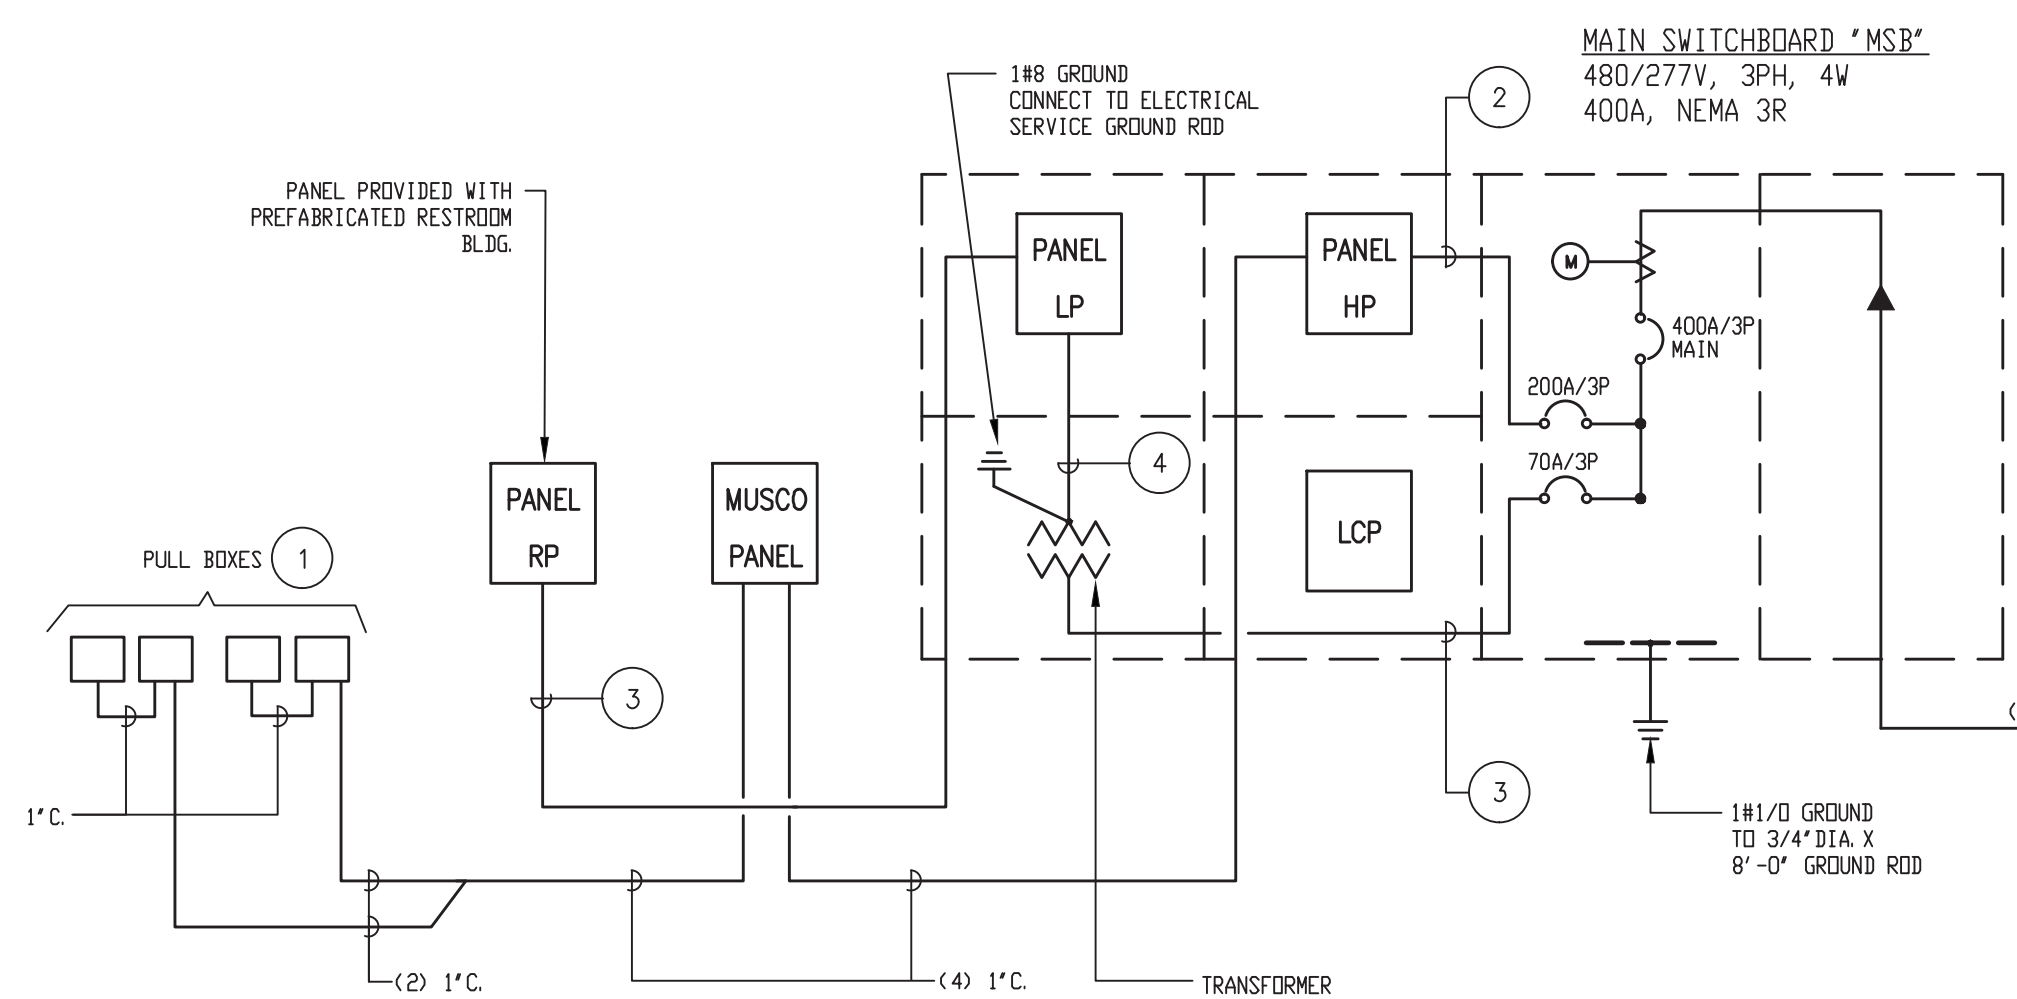 MAIN SWITCHBOARD "MSB"
480/277V, 3PH, 4W
400A, NEMA 3R
1#8 GROUND
CONNECT TO ELECTRICAL
SERVICE GROUND ROD
2
PANEL PROVIDED WITH
PREFABRICATED RESTROOM
BLDG.
PANEL
LP
PANEL
HP
M
400A/3P
MAIN
200A/3P
70A/3P
4
PANEL
RP
MUSCO
PANEL
LCP
PULL BOXES
1
3
3
1"C.
1#1/0 GROUND
TO 3/4"DIA. X
8'-0" GROUND ROD
(2) 1"C.
(4) 1"C.
TRANSFORMER
(